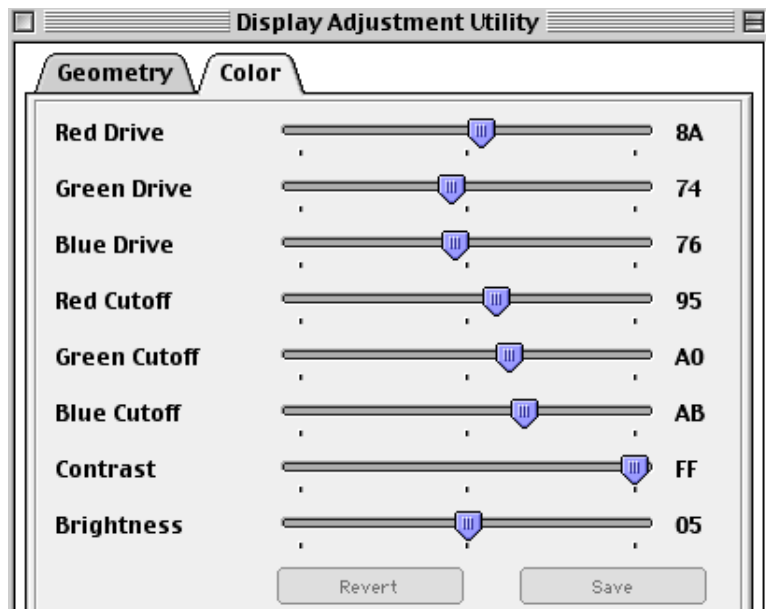 Display Adjustment Utility
Geometry Color
Red Drive 8A
Green Drive 74
Blue Drive 76
Red Cutoff 95
Green Cutoff A0
Blue Cutoff AB
Contrast FF
Brightness 05
Revert Save